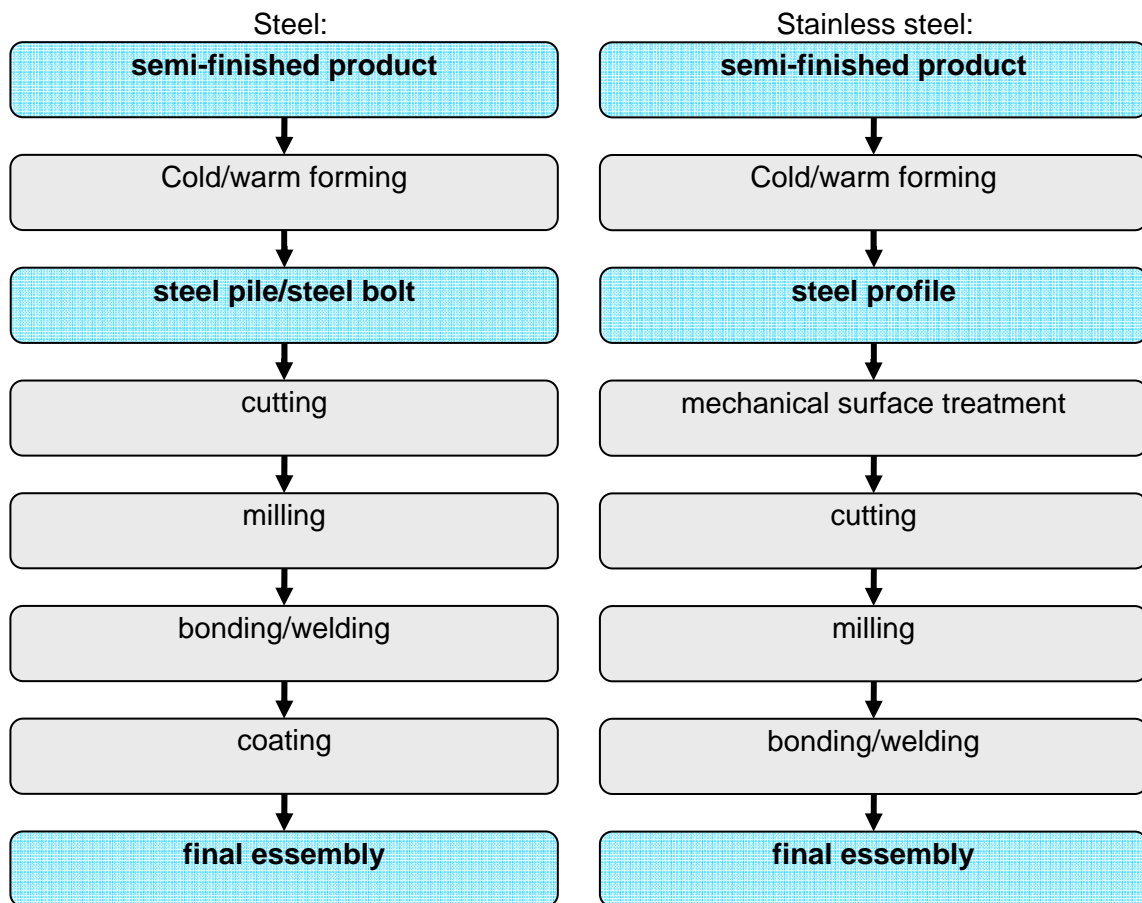 Steel:
semi-finished product
Cold/warm forming
steel pile/steel bolt
cutting
milling
bonding/welding
coating
final essembly
Stainless steel:
semi-finished product
Cold/warm forming
steel profile
mechanical surface treatment
cutting
milling
bonding/welding
final essembly